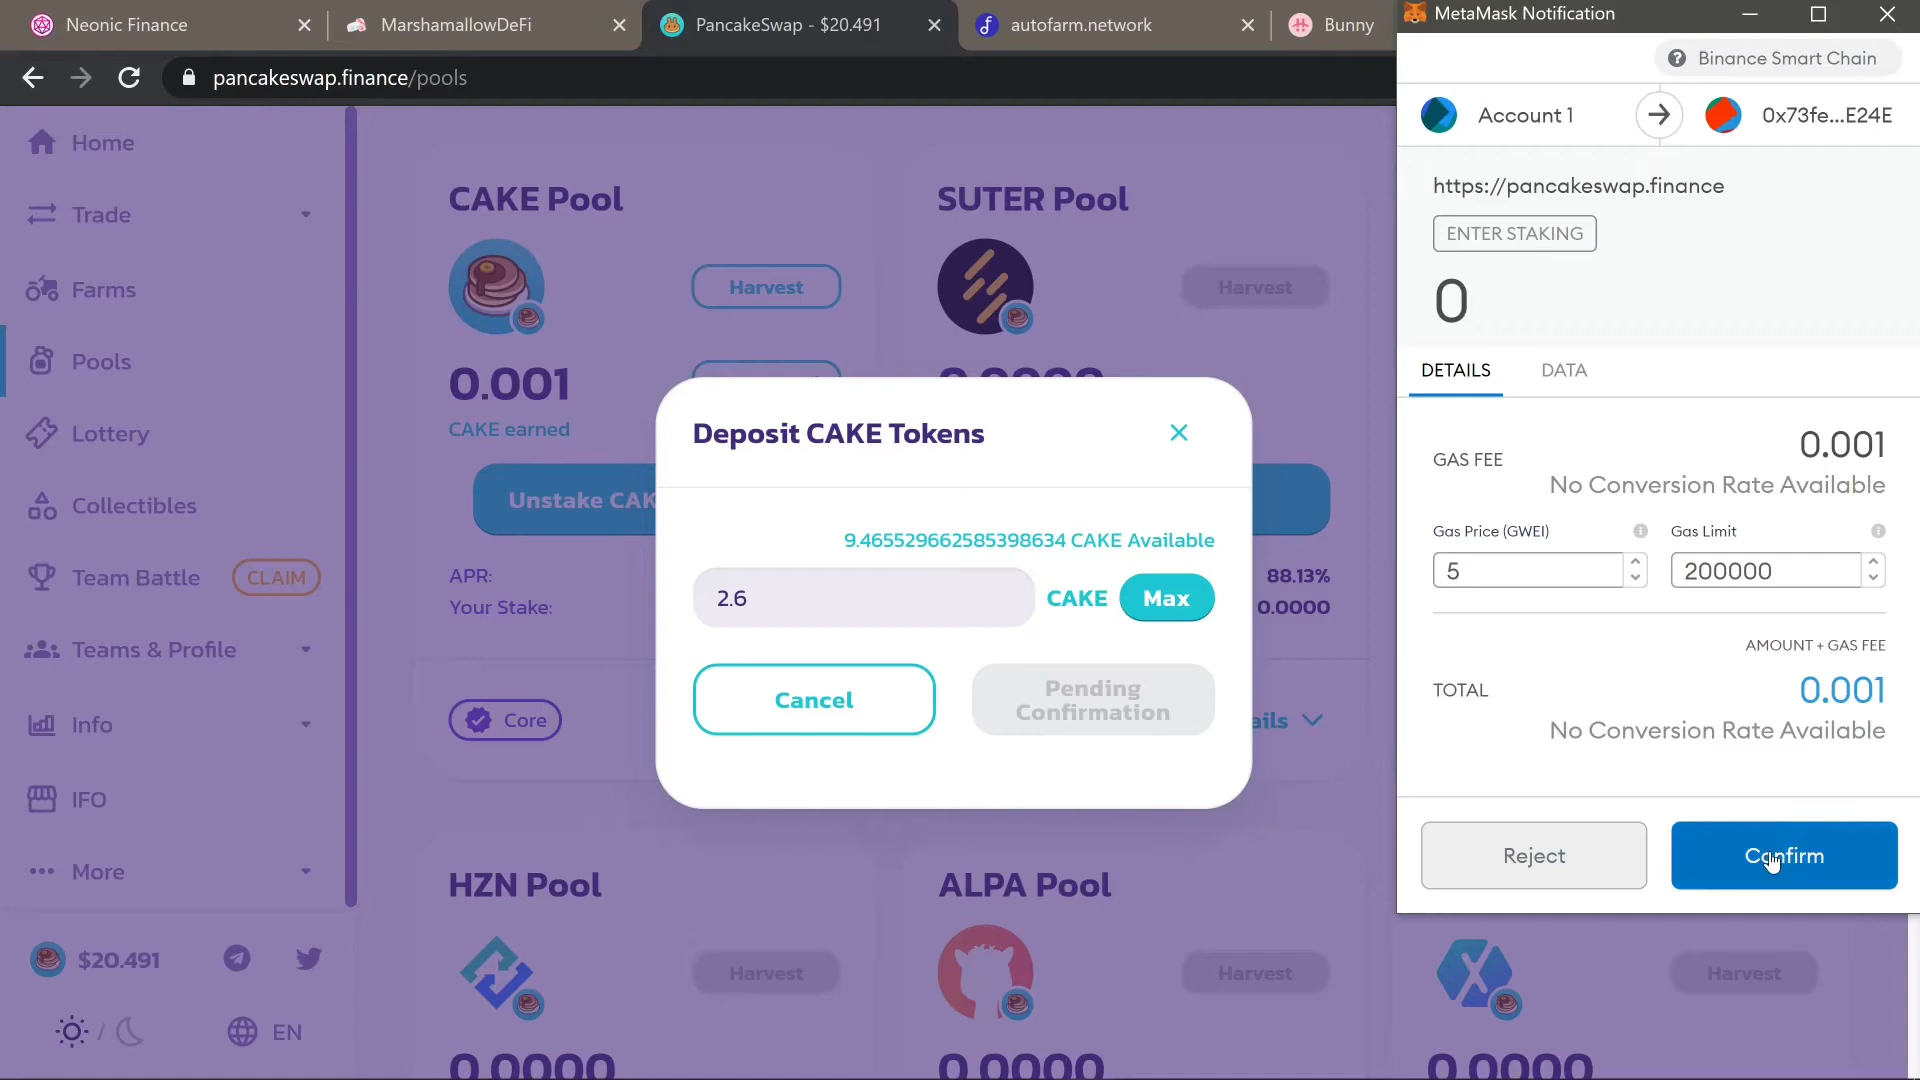 Neonic Finance
MarshamallowDeFi
PancakeSwap - $20.491
autofarm.network
Bunny
pancakeswap.finance/pools
Home
Trade
Farms
Pools
Lottery
Collectibles
Team Battle
CLAIM
Teams & Profile
Info
IFO
More
$20.491
/
EN
CAKE Pool
Harvest
0.001
CAKE earned
Unstake CAK
APR:
Your Stake:
Core
SUTER Pool
Harvest
88.13%
0.0000
ails
Deposit CAKE Tokens
9.465529662585398634 CAKE Available
2.6
CAKE
Max
Cancel
Pending
Confirmation
HZN Pool
Harvest
0.0000
ALPA Pool
Harvest
0.0000
Harvest
0.0000
MetaMask Notification
Binance Smart Chain
Account 1
0x73fe...E24E
https://pancakeswap.finance
ENTER STAKING
0
DETAILS
DATA
GAS FEE
0.001
No Conversion Rate Available
Gas Price (GWEI)
Gas Limit
5
200000
AMOUNT + GAS FEE
TOTAL
0.001
No Conversion Rate Available
Reject
Confirm